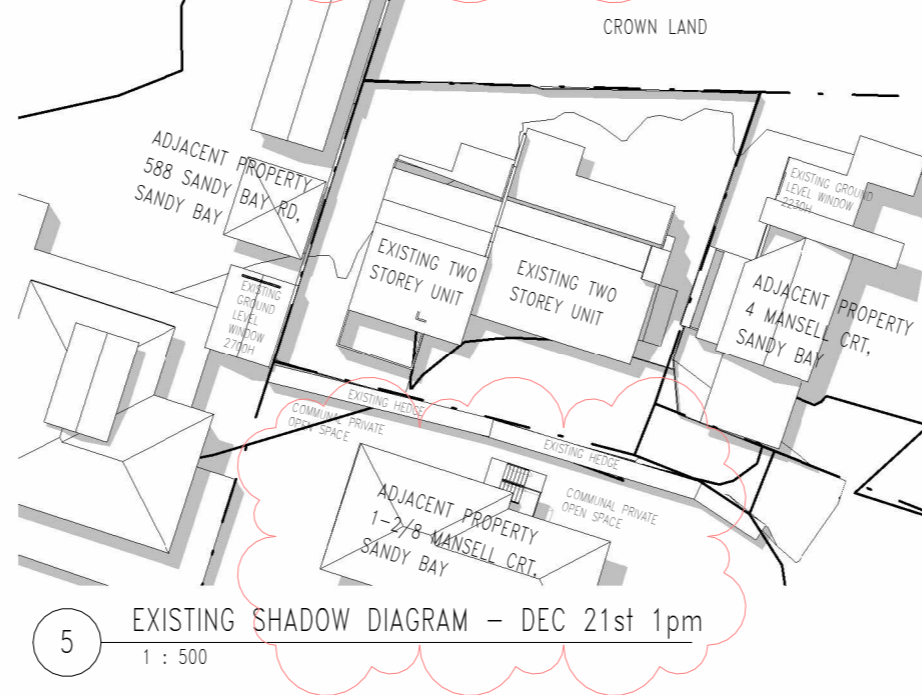 CROWN LAND
ADJACENT PROPERTY
588 SANDY BAY RD,
SANDY BAY
EXISTING GROUND
LEVEL WINDOW
2230H
EXISTING TWO
STOREY UNIT
EXISTING TWO
STOREY UNIT
ADJACENT PROPERTY
4 MANSELL CRT,
SANDY BAY
EXISTING
GROUND
LEVEL
WINDOW
2700H
EXISTING HEDGE
COMMUNAL PRIVATE
OPEN SPACE
EXISTING HEDGE
COMMUNAL PRIVATE
OPEN SPACE
ADJACENT PROPERTY
1-2/8 MANSELL CRT,
SANDY BAY
5
EXISTING SHADOW DIAGRAM - DEC 21st 1pm
1 : 500